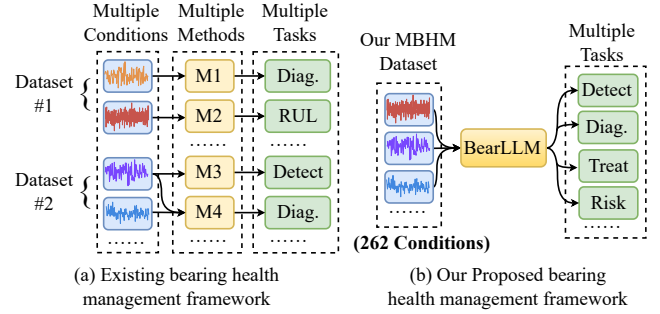 Multiple
Conditions
Multiple
Methods
Multiple
Tasks
Dataset
#1
M1
Diag.
M2
RUL
......
......
Dataset
#2
M3
Detect
M4
Diag.
......
......
......
(a) Existing bearing health
management framework
Our MBHM
Dataset
Multiple
Tasks
BearLLM
Detect
Diag.
Treat
Risk
......
......
(262 Conditions)
(b) Our Proposed bearing
health management framework